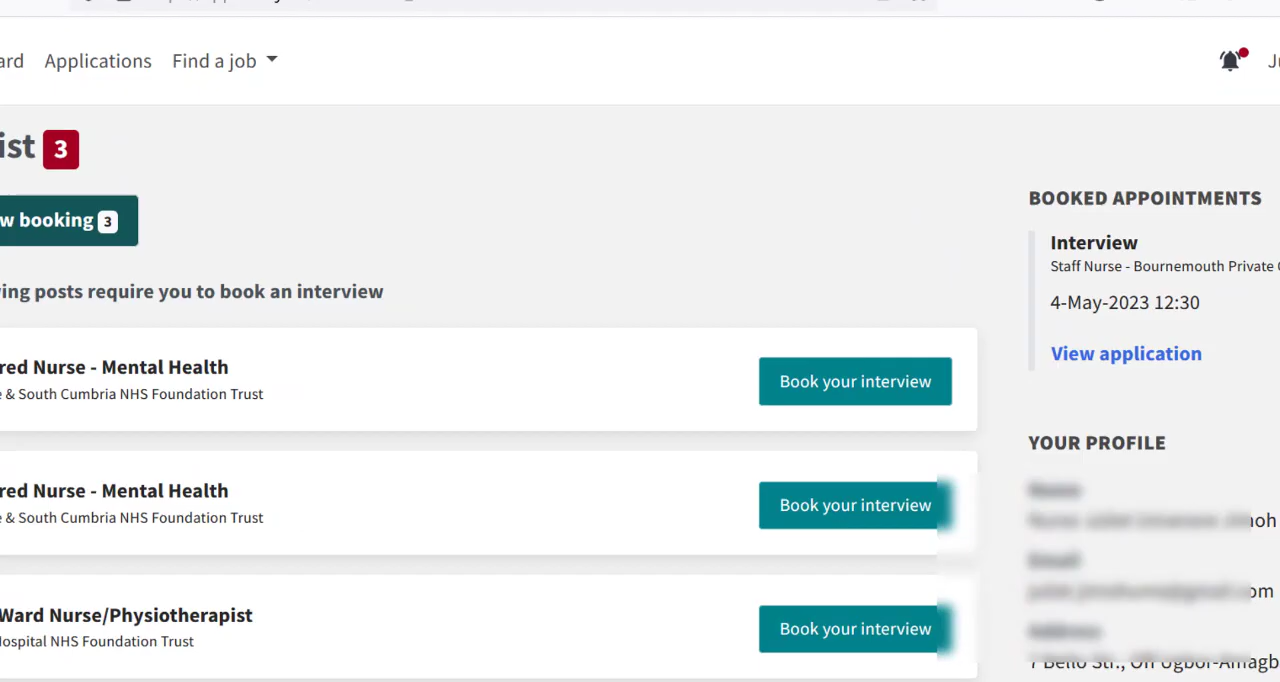 ard Applications Find a job
ist 3
w booking 3
ing posts require you to book an interview
red Nurse - Mental Health
& South Cumbria NHS Foundation Trust
Book your interview
red Nurse - Mental Health
& South Cumbria NHS Foundation Trust
Book your interview
Ward Nurse/Physiotherapist
Hospital NHS Foundation Trust
Book your interview
BOOKED APPOINTMENTS
Interview
Staff Nurse - Bournemouth Private
4-May-2023 12:30
View application
YOUR PROFILE